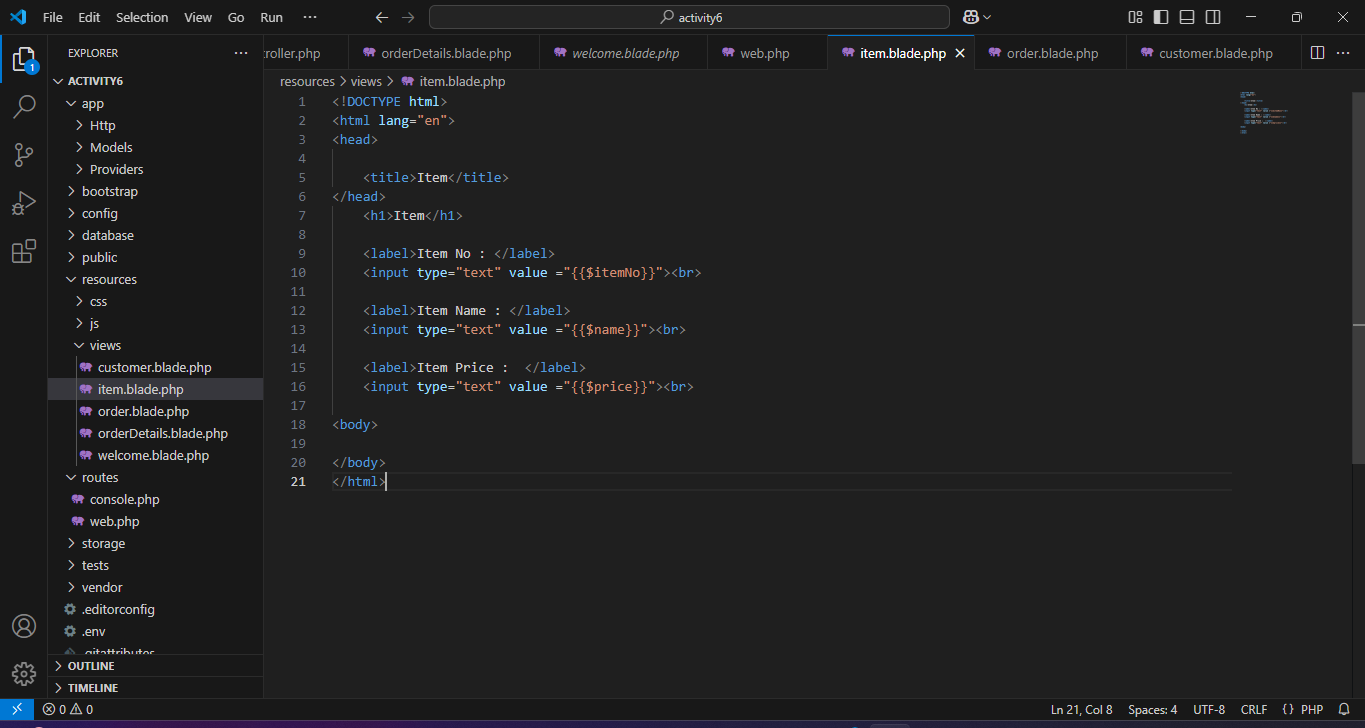 File Edit Selection View Go Run ··· activity6
EXPLORER ···
ACTIVITY6
app
Http
Models
Providers
bootstrap
config
database
public
resources
css
js
views
customer.blade.php
item.blade.php
order.blade.php
orderDetails.blade.php
welcome.blade.php
routes
console.php
web.php
storage
tests
vendor
.editorconfig
.env
.gitattributes
OUTLINE
TIMELINE
1
roller.php orderDetails.blade.php welcome.blade.php web.php item.blade.php order.blade.php customer.blade.php ···
resources > views > item.blade.php
1 <!DOCTYPE html>
2 <html lang="en">
3 <head>
4
5 <title>Item</title>
6 </head>
7 <h1>Item</h1>
8
9 <label>Item No : </label>
10 <input type="text" value ="{{$itemNo}}"><br>
11
12 <label>Item Name : </label>
13 <input type="text" value ="{{$name}}"><br>
14
15 <label>Item Price :  </label>
16 <input type="text" value ="{{$price}}"><br>
17
18 <body>
19
20 </body>
21 </html>
0 0 Ln 21, Col 8 Spaces: 4 UTF-8 CRLF {} PHP